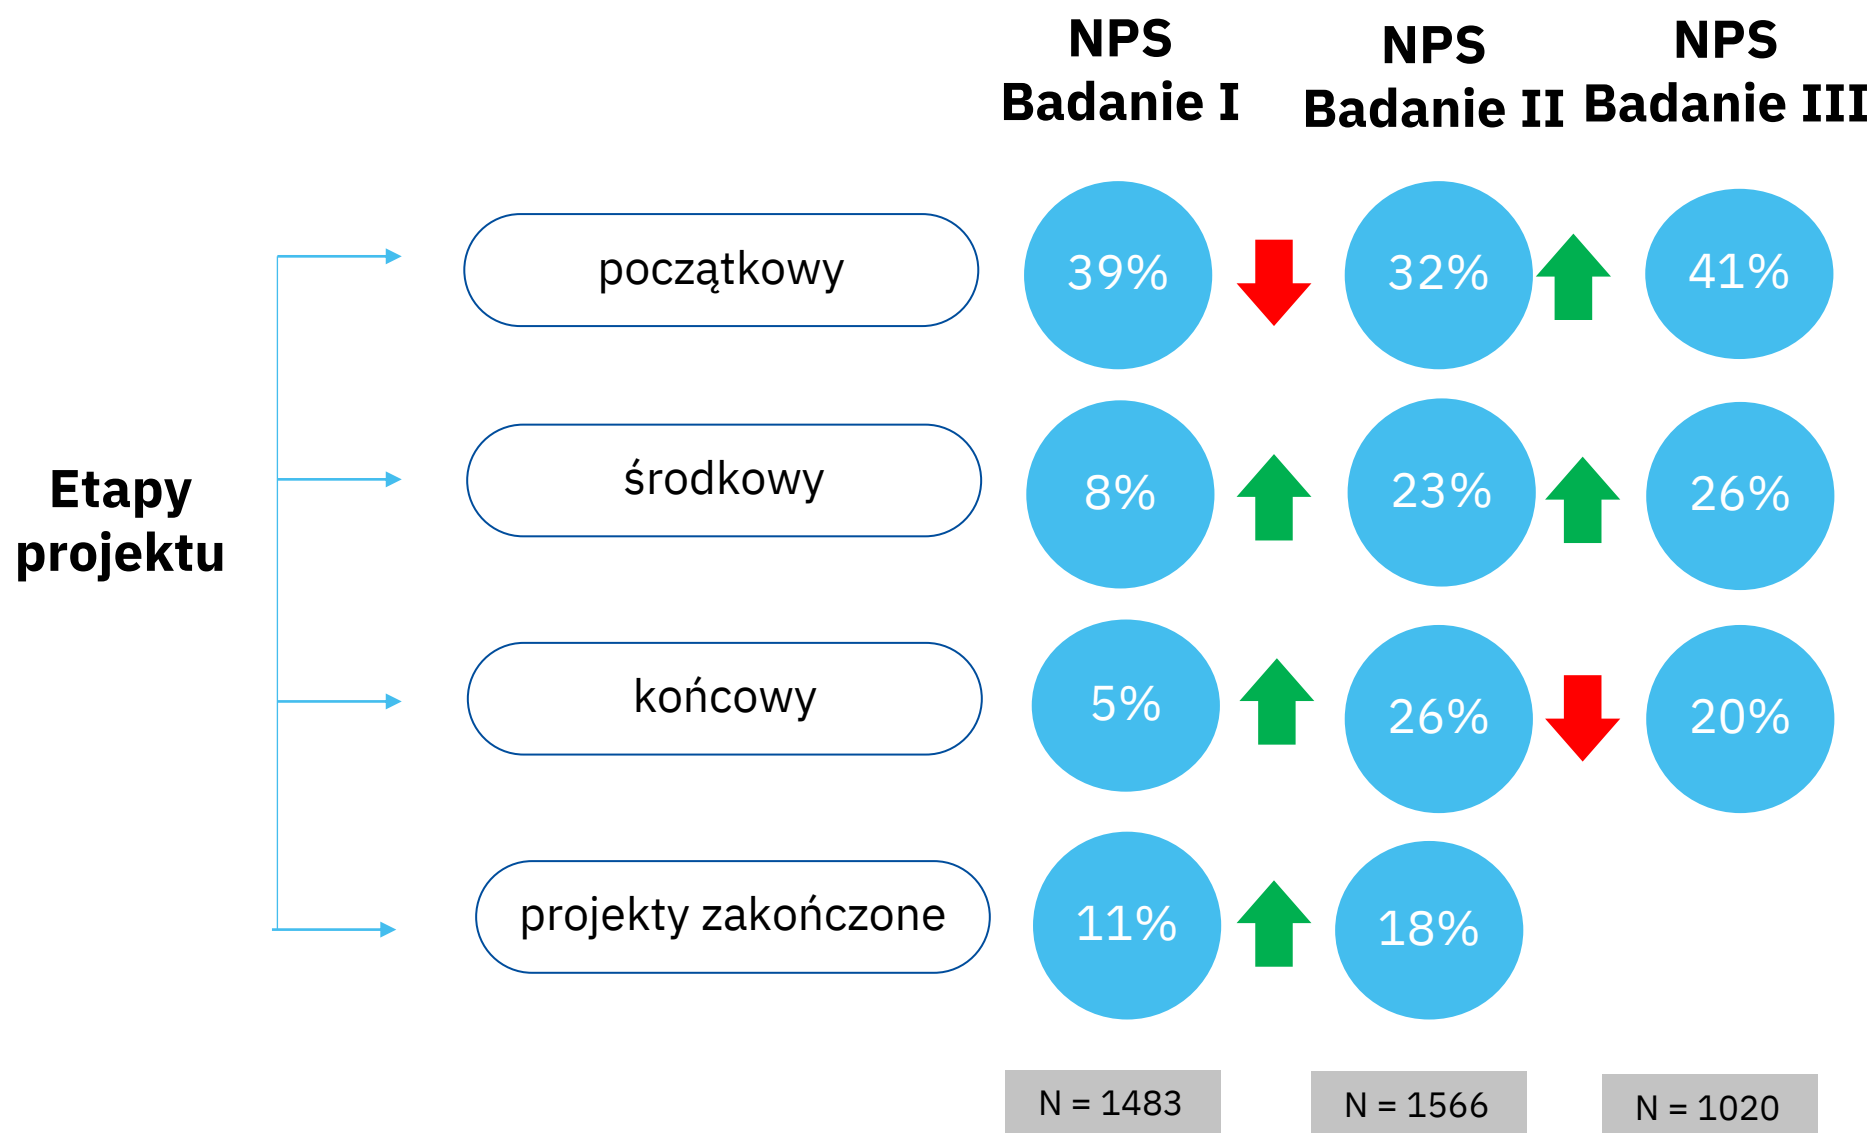 NPS
Badanie I
NPS
Badanie II
NPS
Badanie III
Etapy
projektu
początkowy
39%
32%
41%
środkowy
8%
23%
26%
końcowy
5%
26%
20%
projekty zakończone
11%
18%
N = 1483
N = 1566
N = 1020